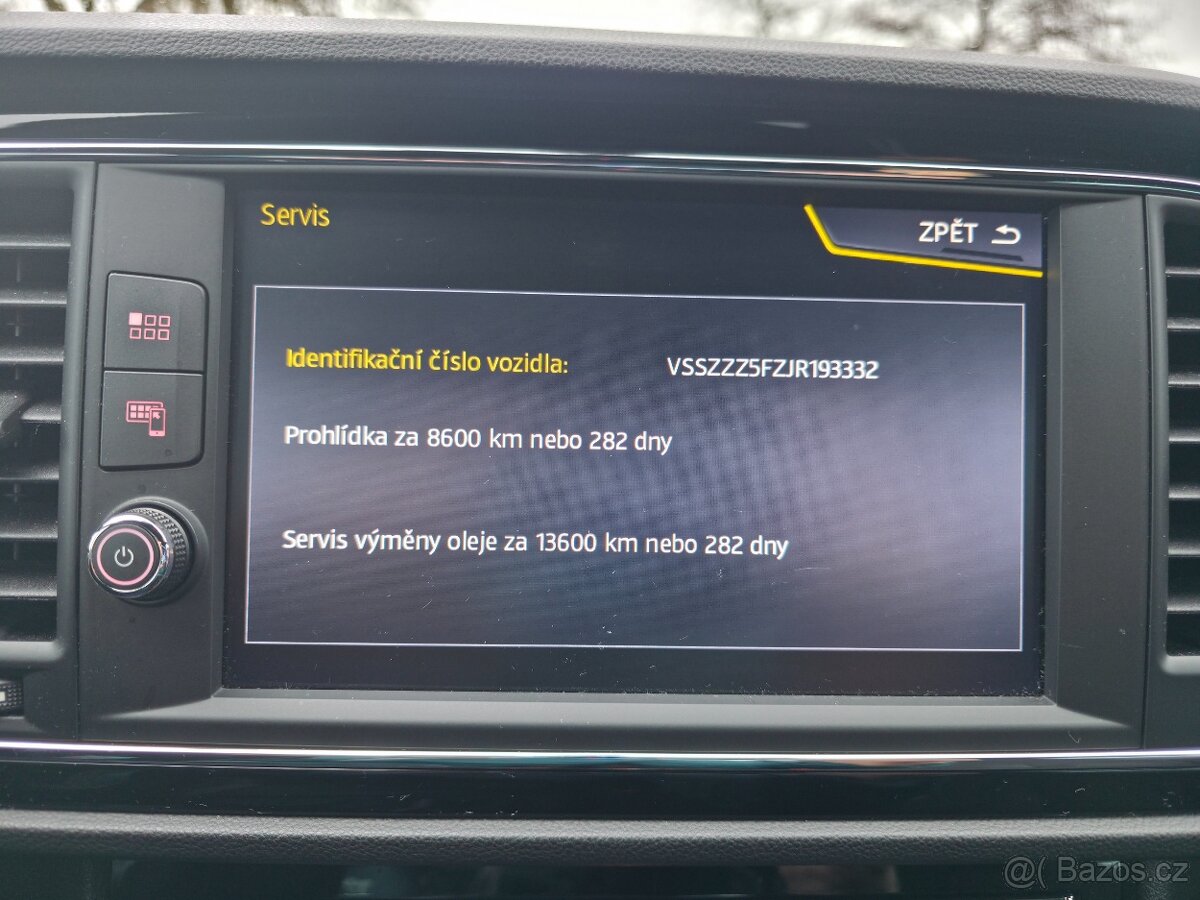 Servis
ZPĚT
Identifikační číslo vozidla: VSSZZZ5FZJR193332
Prohlídka za 8600 km nebo 282 dny
Servis výměny oleje za 13600 km nebo 282 dny
@( Bazoš.cz